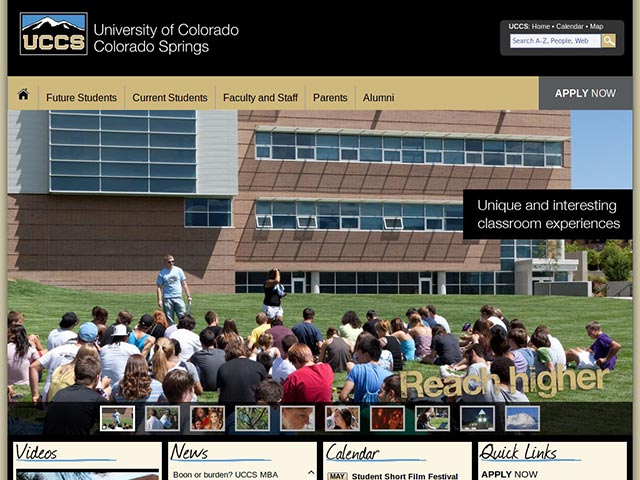 UCCS
University of Colorado
Colorado Springs
UCCS: Home • Calendar • Map
Search A-Z, People, Web
Future Students
Current Students
Faculty and Staff
Parents
Alumni
APPLY NOW
Unique and interesting
classroom experiences
Reach higher
Videos
News
Calendar
Quick Links
Boon or burden? UCCS MBA
MAY
Student Short Film Festival
APPLY NOW